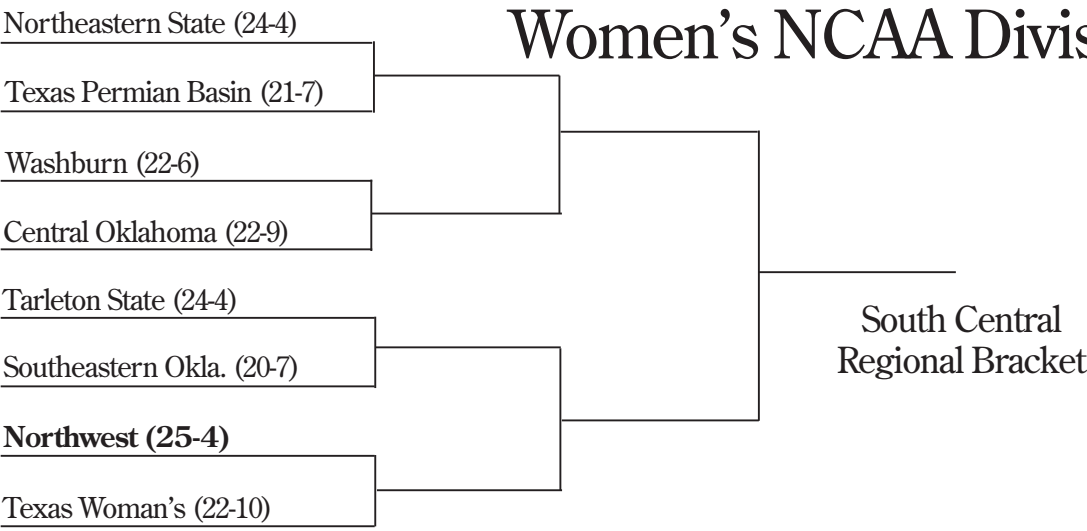 Women's NCAA
Northeastern State (24-4)
Texas Permian Basin (21-7)
Washburn (22-6)
Central Oklahoma (22-9)
Tarleton State (24-4)
Southeastern Okla. (20-7)
Northwest (25-4)
Texas Woman's (22-10)
South Central
Regional Bracket